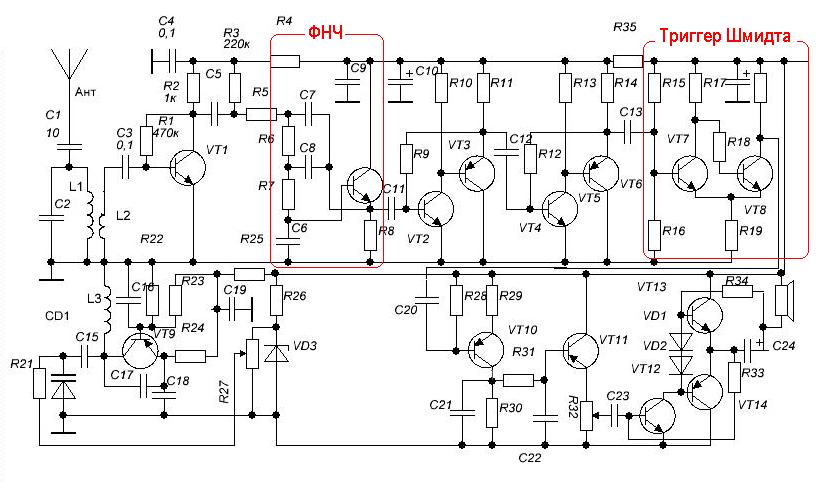 C4
0,1
R3
220к
R4
ФНЧ
R35
Триггер Шмидта
R2
1к
C5
C9
C10
R10
R11
R13
R14
R15
R17
Ант
C1
10
R5
C7
C13
R1
470к
C3
0,1
VT1
R6
C8
R9
VT3
C12
R12
VT7
R18
L1
R7
VT5
VT6
C2
L2
C11
VT2
VT4
VT8
R22
R25
C6
R8
R16
R19
L3
C16
R23
C19
R26
C20
R28
R29
VT13
R34
CD1
VD1
C15
VT9
R24
VT10
VT11
VD2
C24
R21
VD3
R31
VT12
R33
C17
C18
R27
C21
R30
R32
C23
VT14
C22